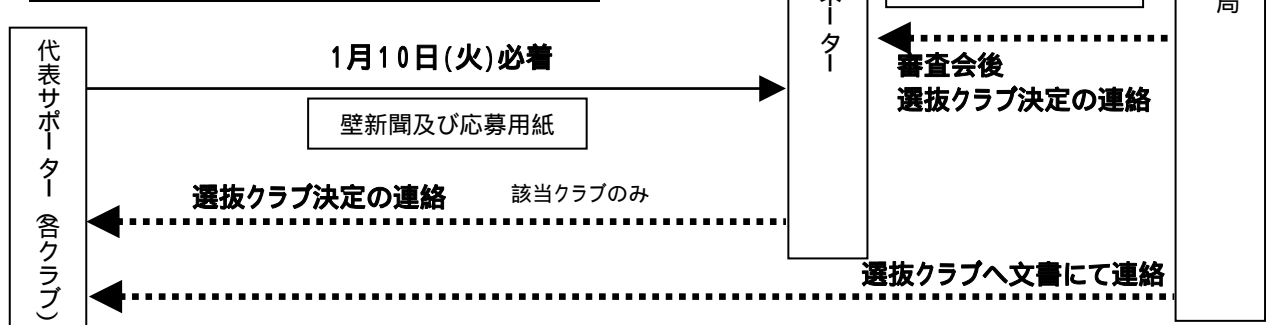 代表サポーター（各クラブ）
1月10日(火)必着
壁新聞及び応募用紙
選抜クラブ決定の連絡　該当クラブのみ
ーター
審査会後
選抜クラブ決定の連絡
選抜クラブへ文書にて連絡
局